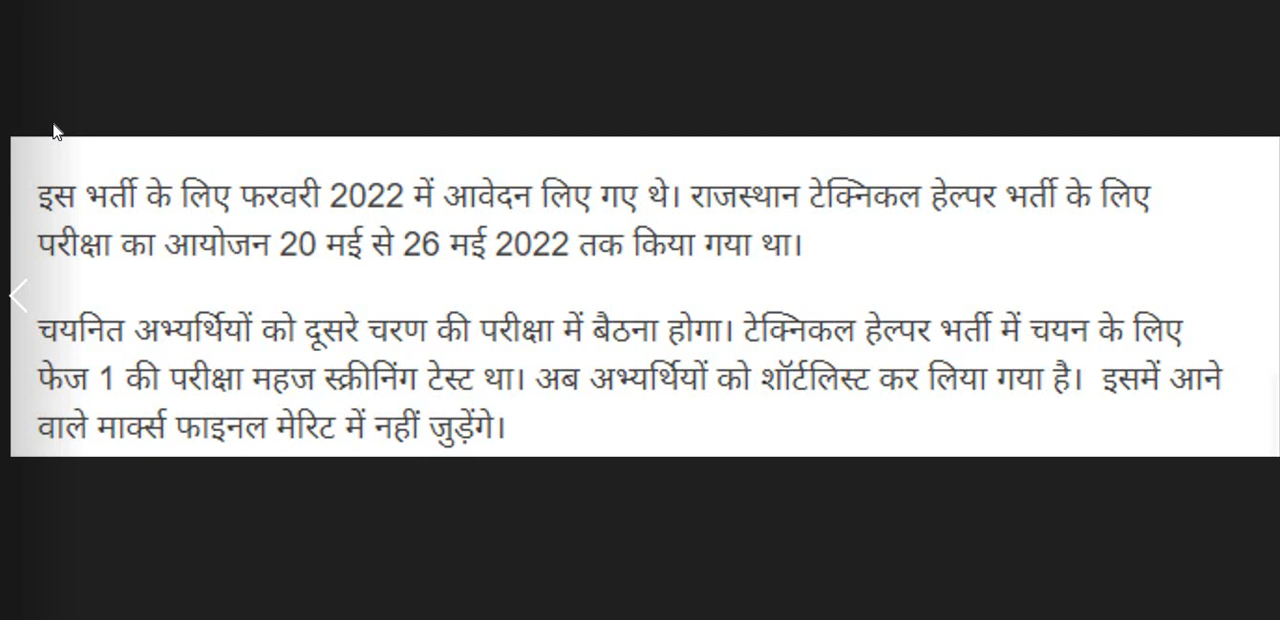 इस भर्ती के लिए फरवरी 2022 में आवेदन लिए गए थे। राजस्थान टेक्निकल हेल्पर भर्ती के लिए
परीक्षा का आयोजन 20 मई से 26 मई 2022 तक किया गया था।
चयनित अभ्यर्थियों को दूसरे चरण की परीक्षा में बैठना होगा। टेक्निकल हेल्पर भर्ती में चयन के लिए
फेज 1 की परीक्षा महज स्क्रीनिंग टेस्ट था। अब अभ्यर्थियों को शॉर्टलिस्ट कर लिया गया है। इसमें आने
वाले मार्क्स फाइनल मेरिट में नहीं जुड़ेंगे।